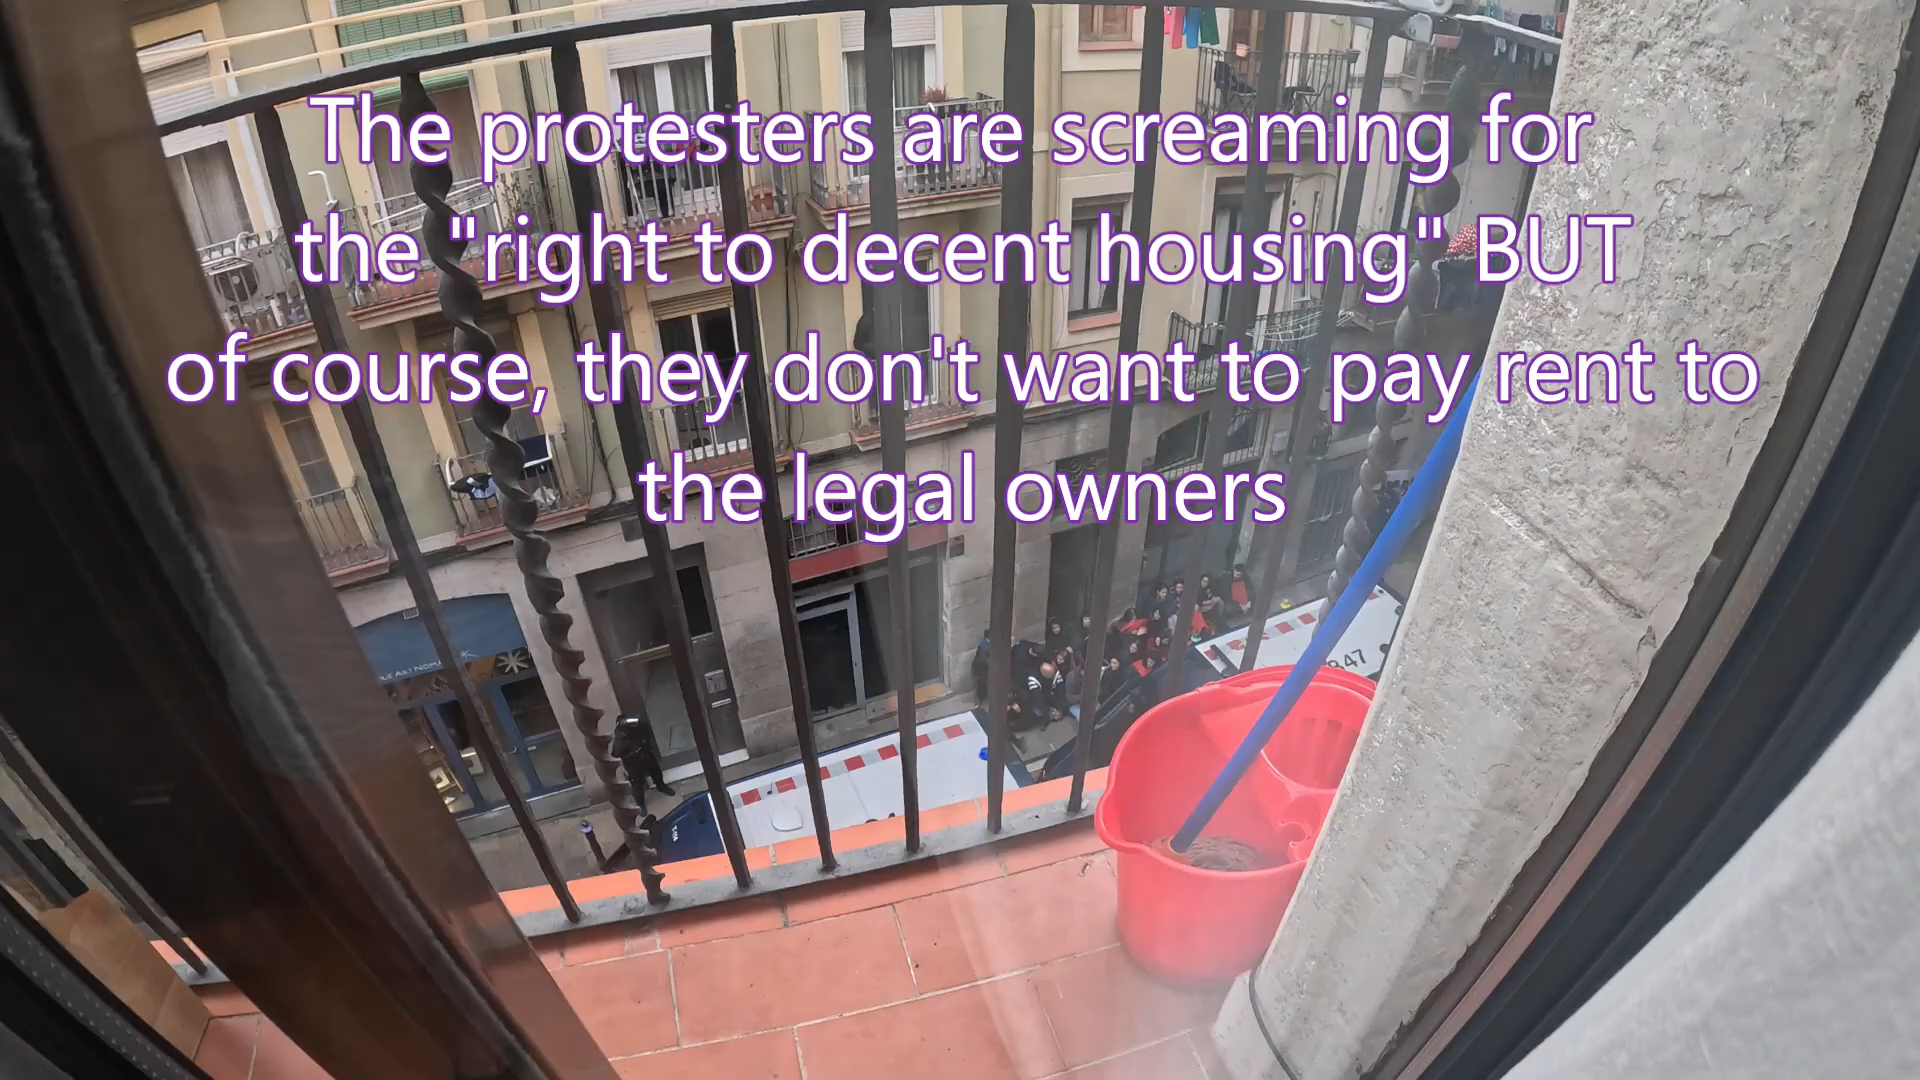 The protesters are screaming for
the "right to decent housing" BUT
of course, they don't want to pay rent to
the legal owners
847